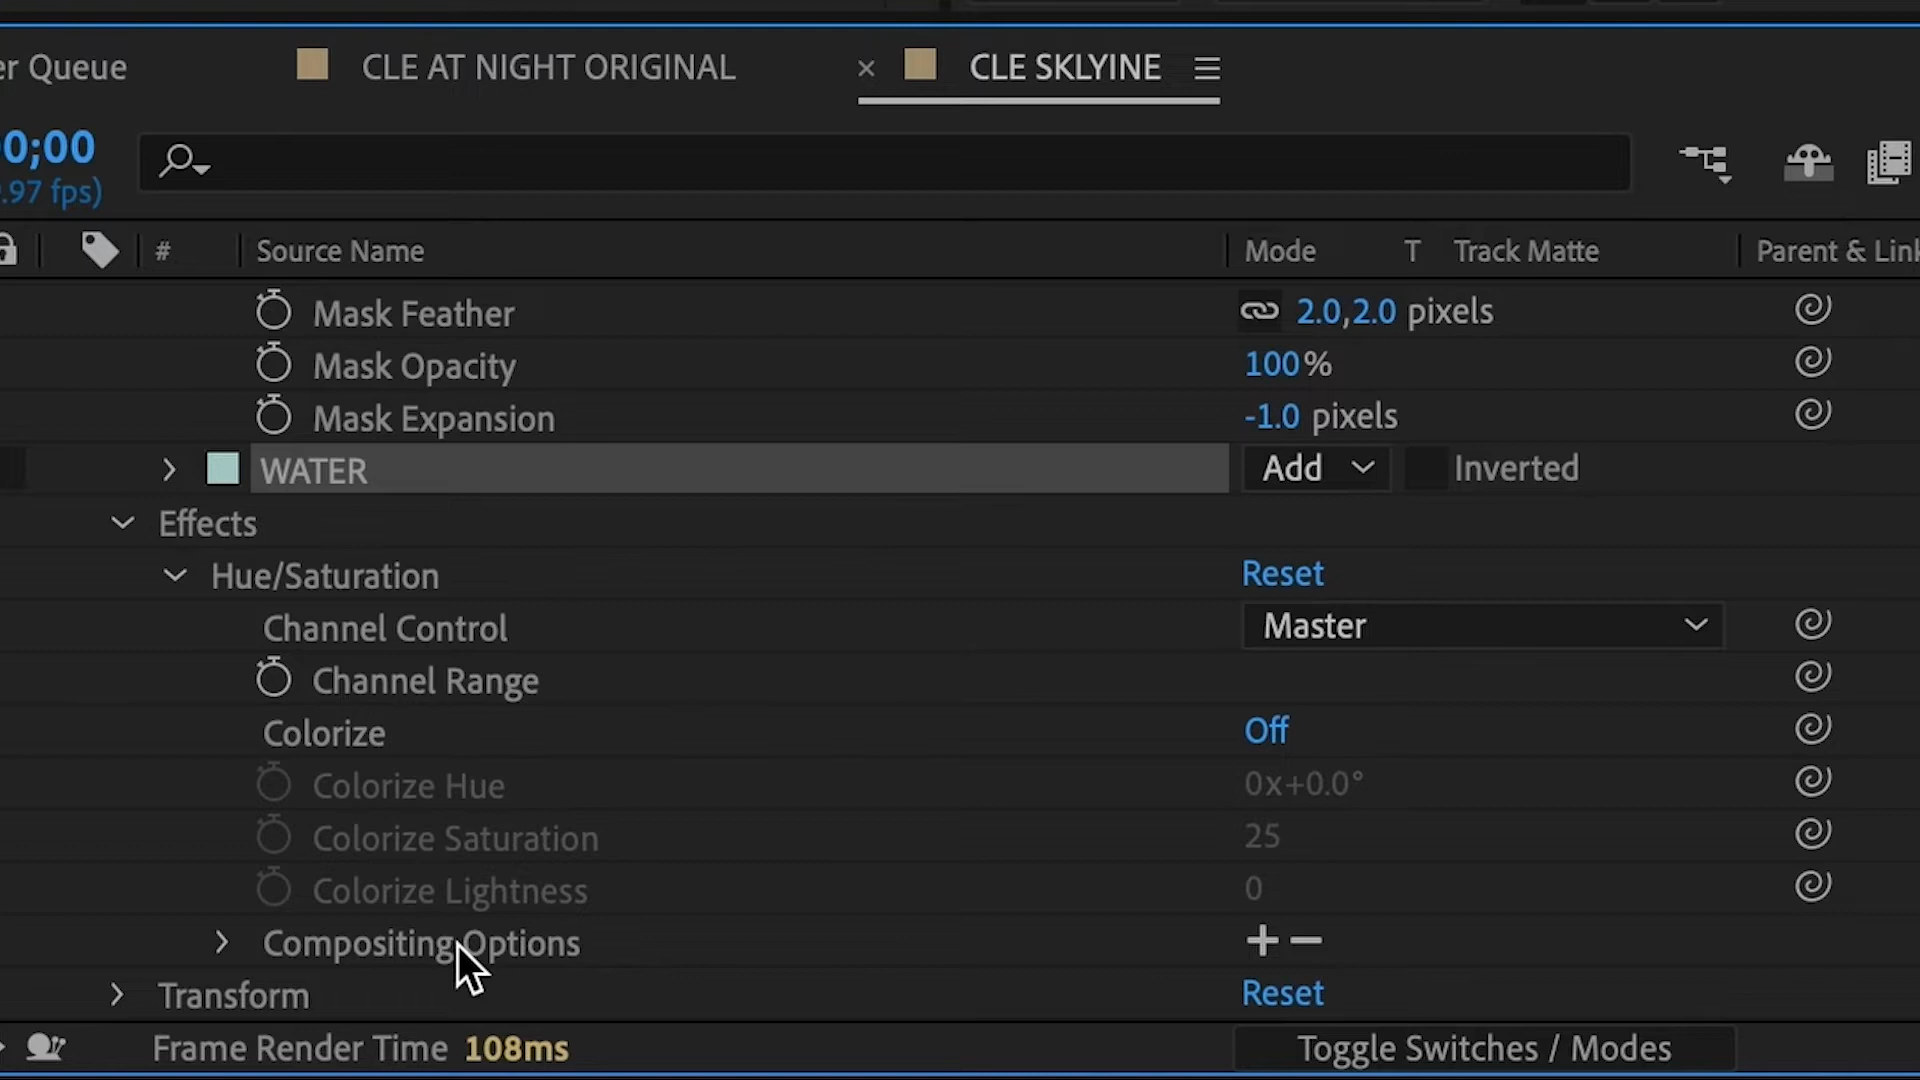 er Queue CLE AT NIGHT ORIGINAL × CLE SKLYINE
0;00
.97 fps)
# Source Name Mode T Track Matte Parent & Link
Mask Feather 2.0,2.0 pixels
Mask Opacity 100%
Mask Expansion -1.0 pixels
WATER Add Inverted
Effects
Hue/Saturation Reset
Channel Control Master
Channel Range
Colorize Off
Colorize Hue 0x+0.0°
Colorize Saturation 25
Colorize Lightness 0
Compositing Options + −
Transform Reset
Frame Render Time 108ms Toggle Switches / Modes